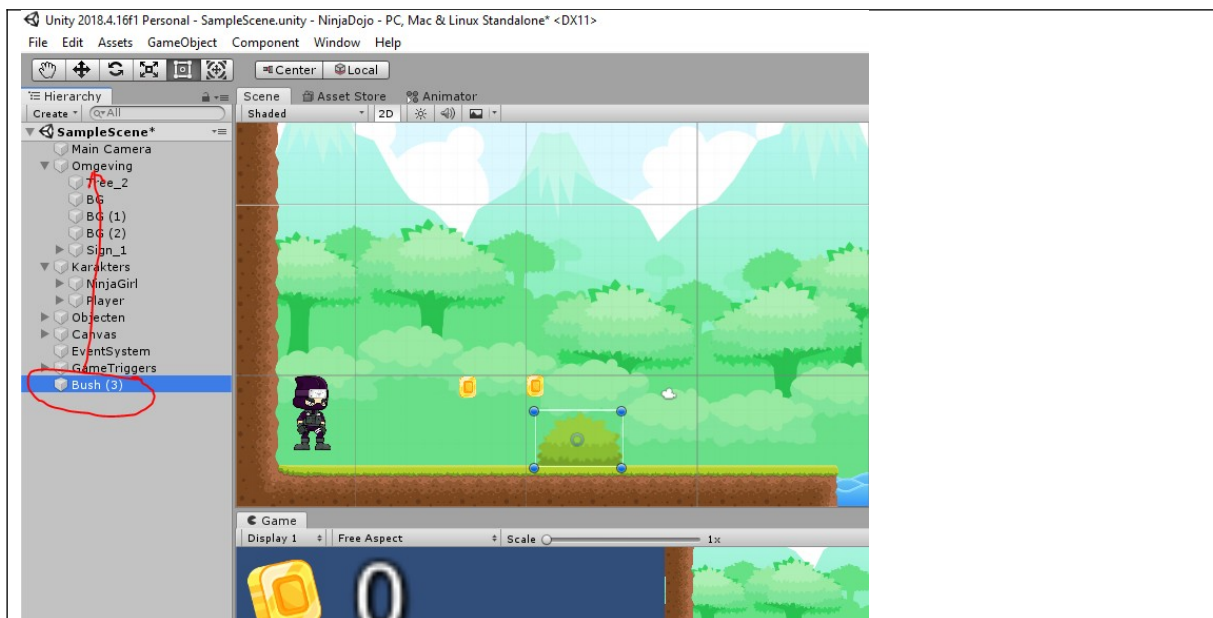 Unity 2018.4.16f1 Personal - SampleScene.unity - NinjaDojo - PC, Mac & Linux Standalone* <DX11>
File Edit Assets GameObject Component Window Help
Center Local
Hierarchy
Scene Asset Store Animator
Create All
Shaded 2D
SampleScene*
Main Camera
Omgeving
Tree_2
BG
BG (1)
BG (2)
Sign_1
Karakters
NinjaGirl
Player
Objecten
Canvas
EventSystem
GameTriggers
Bush (3)
Game
Display 1 Free Aspect Scale 1x
0